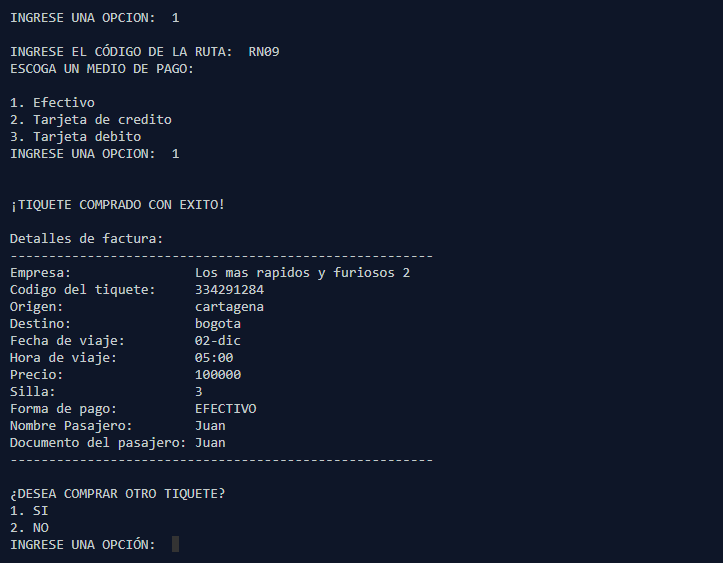 INGRESE UNA OPCION:  1
INGRESE EL CÓDIGO DE LA RUTA:  RN09
ESCOGA UN MEDIO DE PAGO:
1. Efectivo
2. Tarjeta de credito
3. Tarjeta debito
INGRESE UNA OPCION:  1
¡TIQUETE COMPRADO CON EXITO!
Detalles de factura:
-------------------------------------------------------
Empresa:                Los mas rapidos y furiosos 2
Codigo del tiquete:     334291284
Origen:                 cartagena
Destino:                bogota
Fecha de viaje:         02-dic
Hora de viaje:          05:00
Precio:                 100000
Silla:                  3
Forma de pago:          EFECTIVO
Nombre Pasajero:        Juan
Documento del pasajero: Juan
-------------------------------------------------------
¿DESEA COMPRAR OTRO TIQUETE?
1. SI
2. NO
INGRESE UNA OPCIÓN: